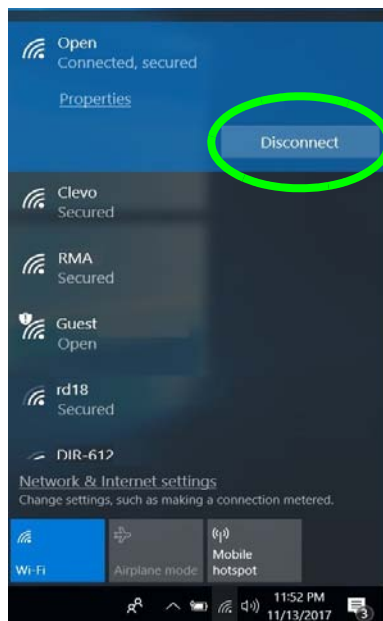 Open
Connected, secured
Properties
Disconnect
Clevo
Secured
RMA
Secured
Guest
Open
rd18
Secured
DIR-612
Network & Internet settings
Change settings, such as making a connection metered.
Wi-Fi
Airplane mode
Mobile
hotspot
11:52 PM
11/13/2017
3